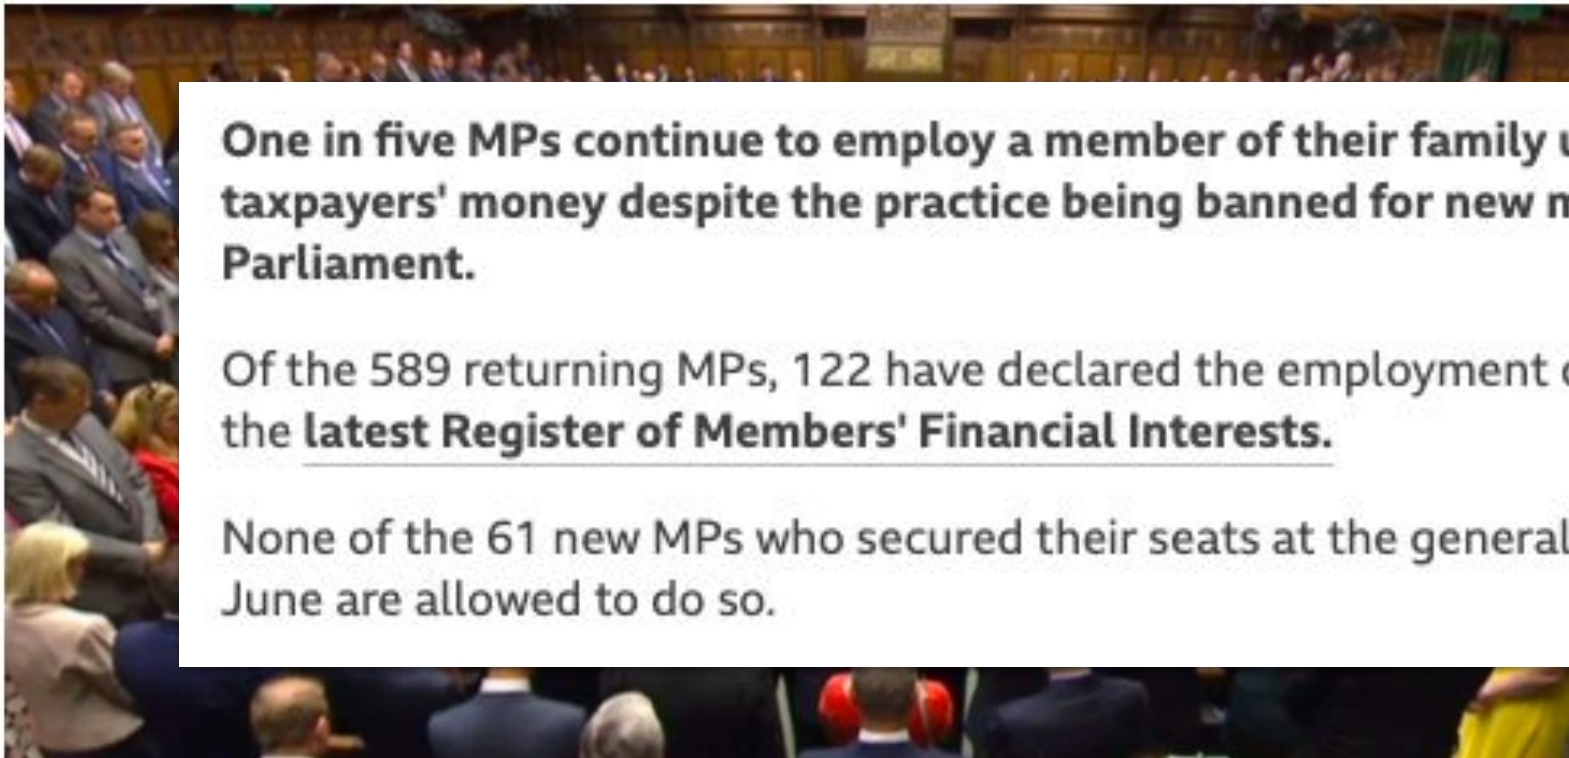 One in five MPs continue to employ a member of their family
taxpayers' money despite the practice being banned for new
Parliament.
Of the 589 returning MPs, 122 have declared the employment
the latest Register of Members' Financial Interests.
None of the 61 new MPs who secured their seats at the general
June are allowed to do so.